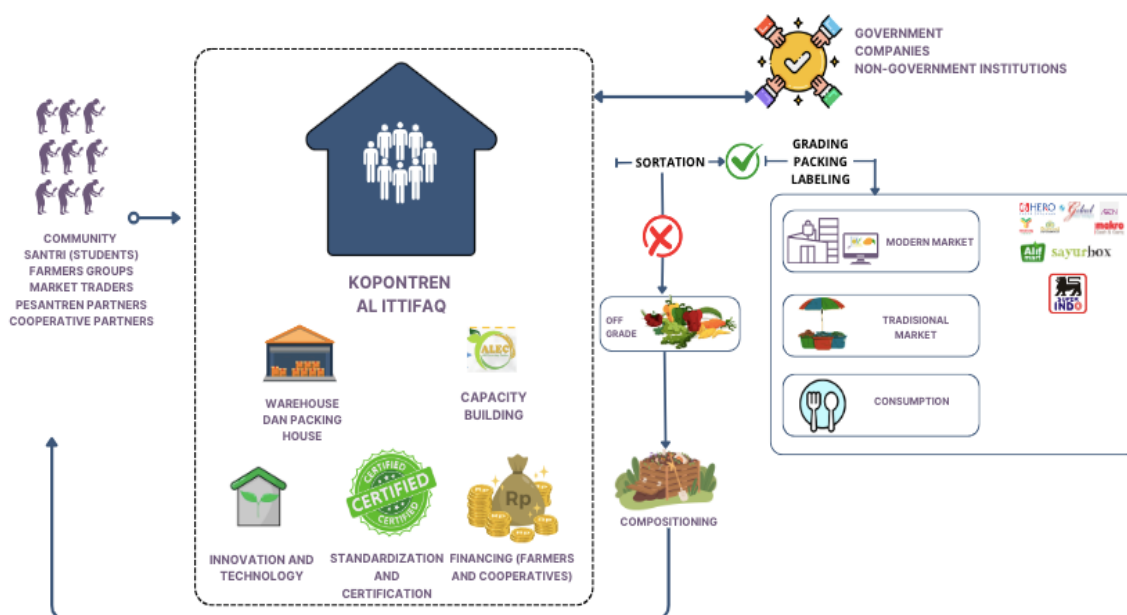 GOVERNMENT
COMPANIES
NON-GOVERNMENT INSTITUTIONS
COMMUNITY
SANTRI (STUDENTS)
FARMERS GROUPS
MARKET TRADERS
PESANTREN PARTNERS
COOPERATIVE PARTNERS
KOPONTREN
AL ITTIFAQ
ALEC
WAREHOUSE
DAN PACKING
HOUSE
CAPACITY
BUILDING
CERTIFIED
CERTIFIED
CERTIFIED
Rp
INNOVATION AND
TECHNOLOGY
STANDARDIZATION
AND
CERTIFICATION
FINANCING (FARMERS
AND COOPERATIVES)
SORTATION
GRADING
PACKING
LABELING
OFF
GRADE
COMPOSITIONING
MODERN MARKET
TRADISIONAL
MARKET
CONSUMPTION
HERO
AEON
makro
Alif
mart
sayurbox
SUPER
INDO